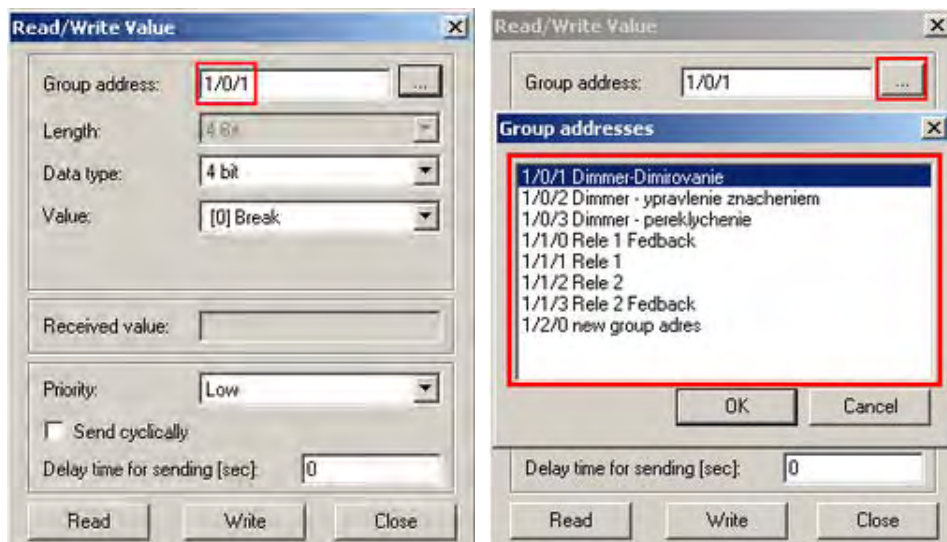 Read/Write Value
Group address: 1/0/1 ...
Length: 4 Bit
Data type: 4 bit
Value: [0] Break
Received value:
Priority: Low
Send cyclically
Delay time for sending [sec]: 0
Read Write Close
Read/Write Value
Group address: 1/0/1 ...
Group addresses
1/0/1 Dimmer-Dimirovanie
1/0/2 Dimmer - ypravlenie znacheniem
1/0/3 Dimmer - pereklychenie
1/1/0 Rele 1 Fedback
1/1/1 Rele 1
1/1/2 Rele 2
1/1/3 Rele 2 Fedback
1/2/0 new group adres
OK Cancel
Delay time for sending [sec]: 0
Read Write Close